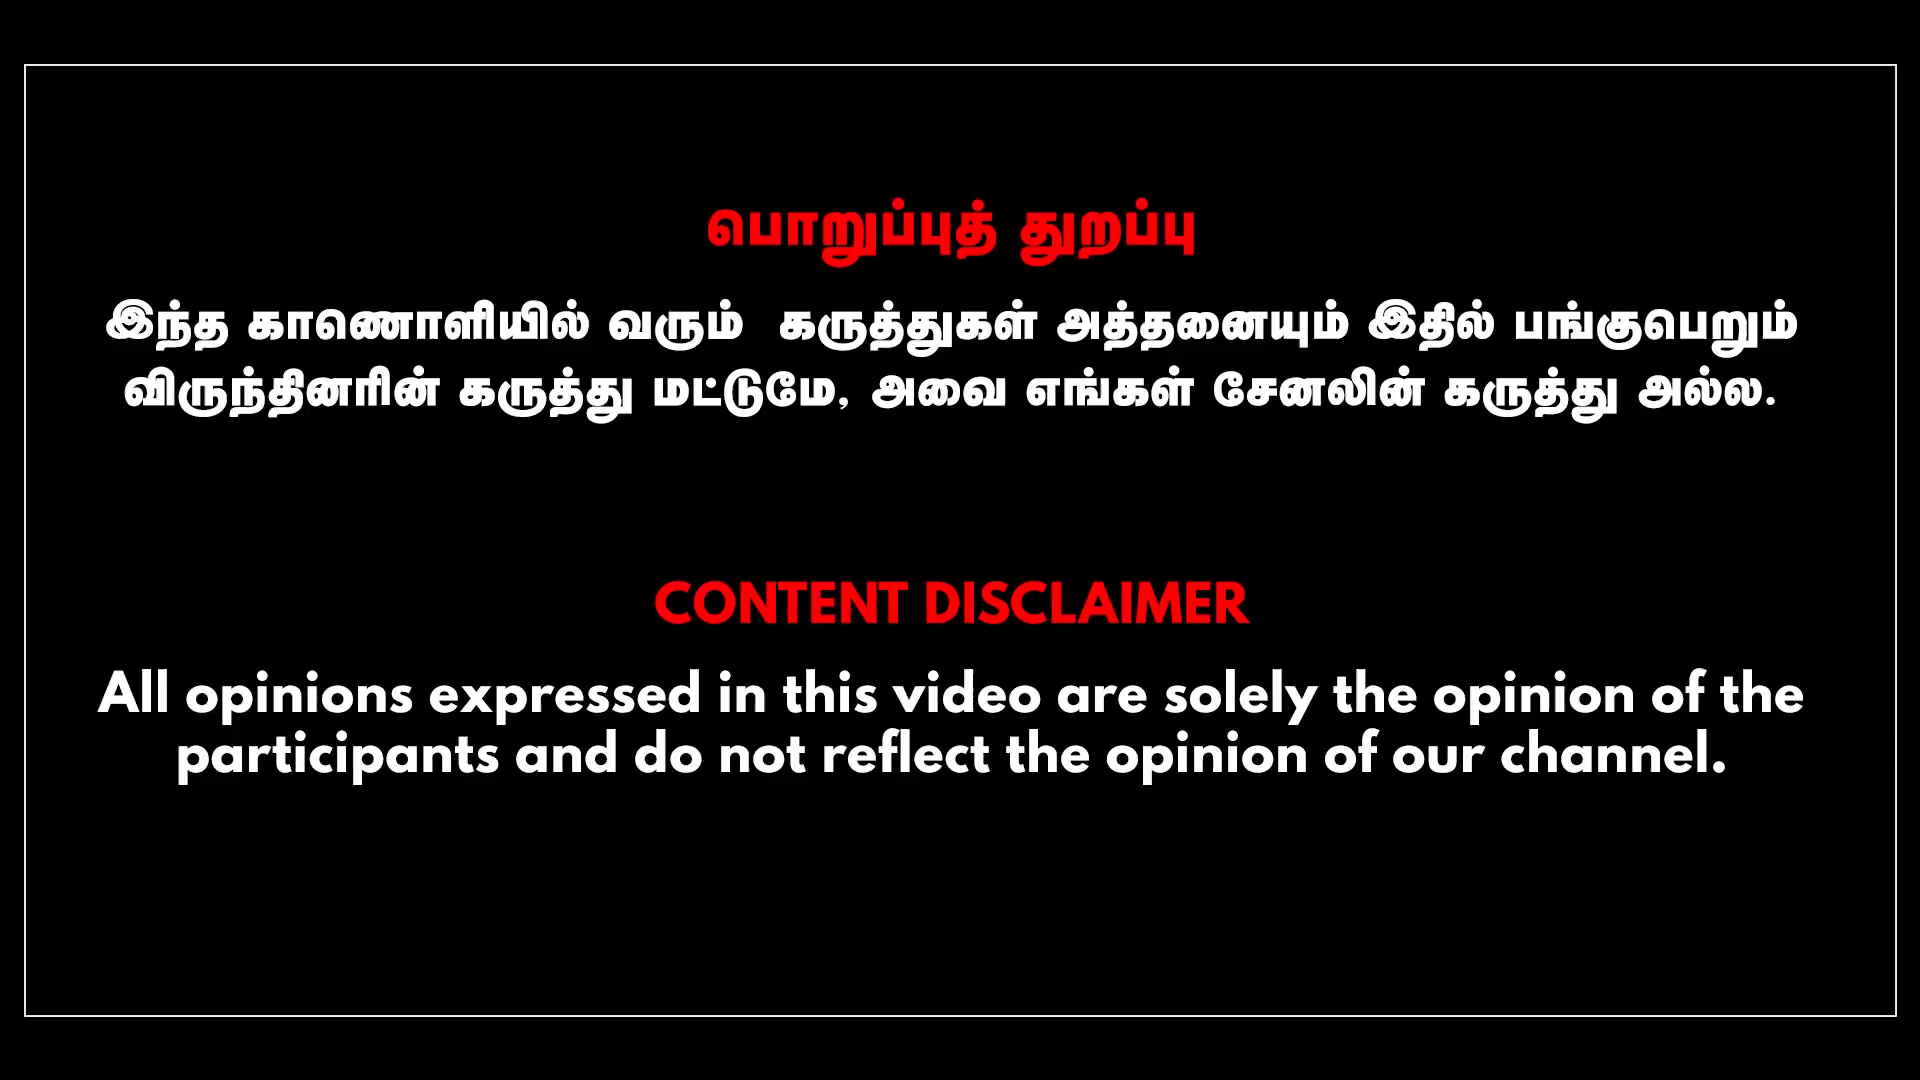 பொறுப்புத் துறப்பு
இந்த காணொளியில் வரும் கருத்துகள் அத்தனையும் இதில் பங்குபெறும்
விருந்தினரின் கருத்து மட்டுமே, அவை எங்கள் சேனலின் கருத்து அல்ல.
CONTENT DISCLAIMER
All opinions expressed in this video are solely the opinion of the
participants and do not reflect the opinion of our channel.